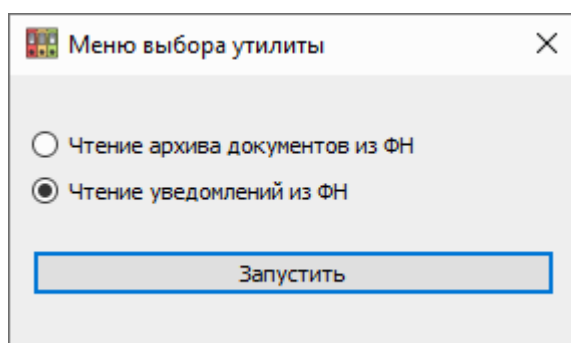 Меню выбора утилиты
Чтение архива документов из ФН
Чтение уведомлений из ФН
Запустить